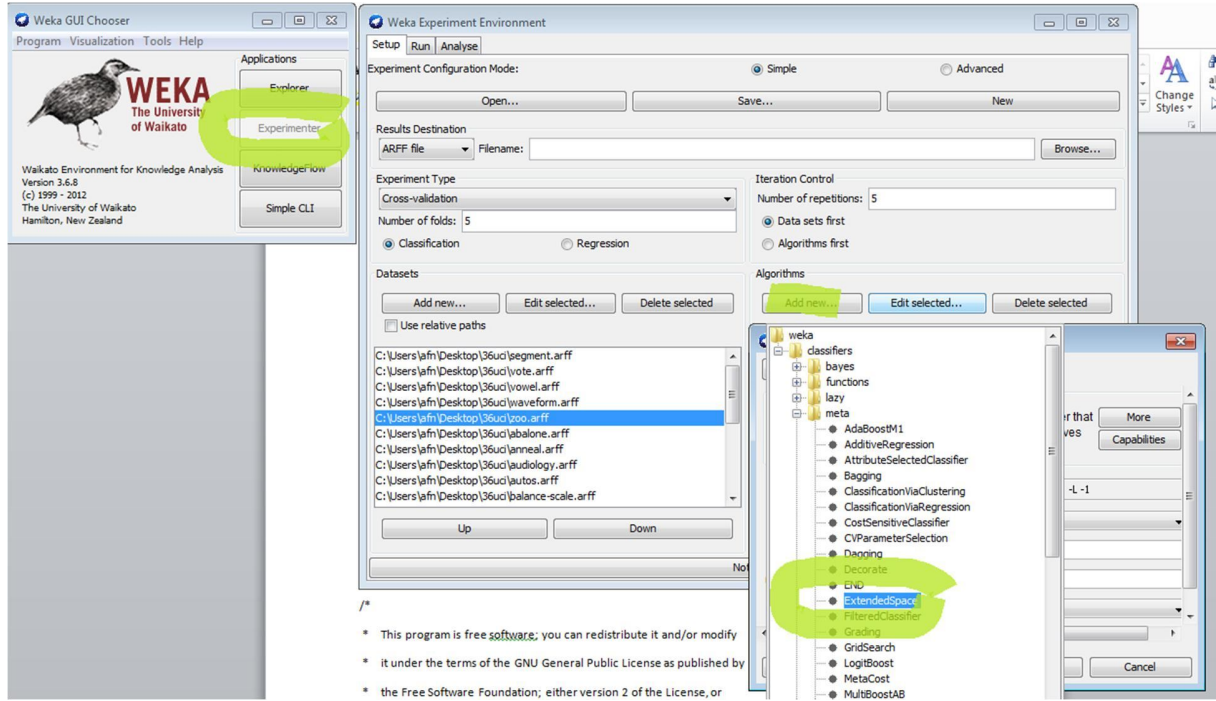 Weka GUI Chooser
Program Visualization Tools Help
Applications
WEKA
The University
of Waikato
Explorer
Experimenter
KnowledgeFlow
Simple CLI
Waikato Environment for Knowledge Analysis
Version 3.6.8
(c) 1999 - 2012
The University of Waikato
Hamilton, New Zealand
Weka Experiment Environment
Setup Run Analyse
Experiment Configuration Mode: Simple Advanced
Open... Save... New
Results Destination
ARFF file Filename: Browse...
Experiment Type
Cross-validation
Number of folds: 5
Classification Regression
Iteration Control
Number of repetitions: 5
Data sets first
Algorithms first
Datasets
Add new... Edit selected... Delete selected
Use relative paths
C:\Users\afn\Desktop\36uci\segment.arff
C:\Users\afn\Desktop\36uci\vote.arff
C:\Users\afn\Desktop\36uci\vowel.arff
C:\Users\afn\Desktop\36uci\waveform.arff
C:\Users\afn\Desktop\36uci\zoo.arff
C:\Users\afn\Desktop\36uci\abalone.arff
C:\Users\afn\Desktop\36uci\anneal.arff
C:\Users\afn\Desktop\36uci\audiology.arff
C:\Users\afn\Desktop\36uci\autos.arff
C:\Users\afn\Desktop\36uci\balance-scale.arff
Up Down
Algorithms
Add new... Edit selected... Delete selected
weka
classifiers
bayes
functions
lazy
meta
AdaBoostM1
AdditiveRegression
AttributeSelectedClassifier
Bagging
ClassificationViaClustering
ClassificationViaRegression
CostSensitiveClassifier
CVParameterSelection
Dagging
Decorate
END
ExtendedSpace
FilteredClassifier
Grading
GridSearch
LogitBoost
MetaCost
MultiBoostAB
that
More
Capabilities
-L -1
Cancel
Change
Styles
/*
* This program is free software; you can redistribute it and/or modify
* it under the terms of the GNU General Public License as published by
* the Free Software Foundation; either version 2 of the License, or